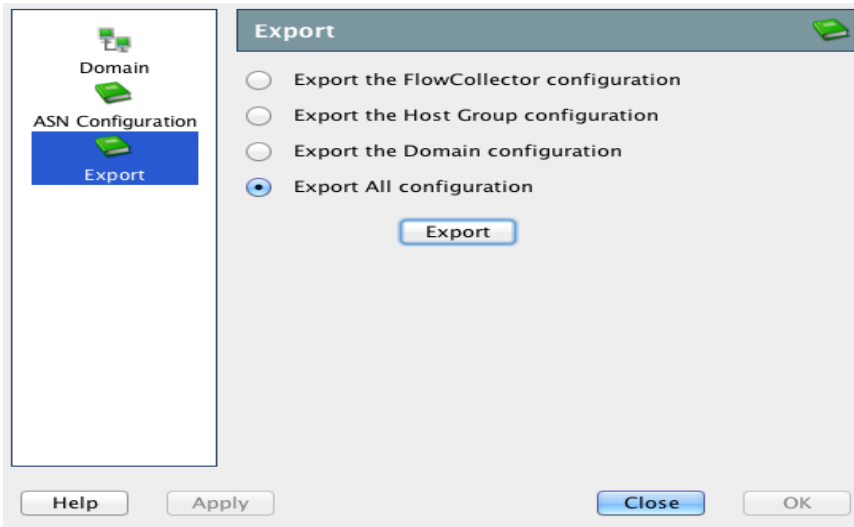 Domain
ASN Configuration
Export
Export
Export the FlowCollector configuration
Export the Host Group configuration
Export the Domain configuration
Export All configuration
Export
Help
Apply
Close
OK